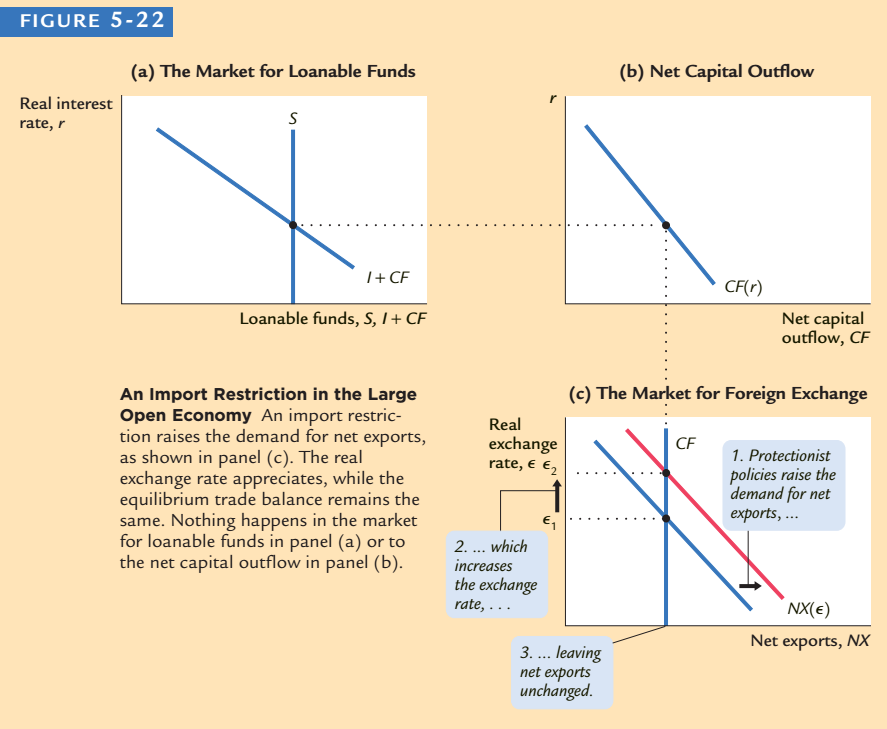 FIGURE 5-22
(a) The Market for Loanable Funds
Real interest
rate, r
S
I + CF
Loanable funds, S, I + CF
(b) Net Capital Outflow
r
CF(r)
Net capital
outflow, CF
An Import Restriction in the Large
Open Economy An import restric-
tion raises the demand for net exports,
as shown in panel (c). The real
exchange rate appreciates, while the
equilibrium trade balance remains the
same. Nothing happens in the market
for loanable funds in panel (a) or to
the net capital outflow in panel (b).
(c) The Market for Foreign Exchange
Real
exchange
rate, ϵ ϵ₂
ϵ₁
CF
1. Protectionist
policies raise the
demand for net
exports, ...
2. ... which
increases
the exchange
rate, . . .
NX(ϵ)
Net exports, NX
3. ... leaving
net exports
unchanged.